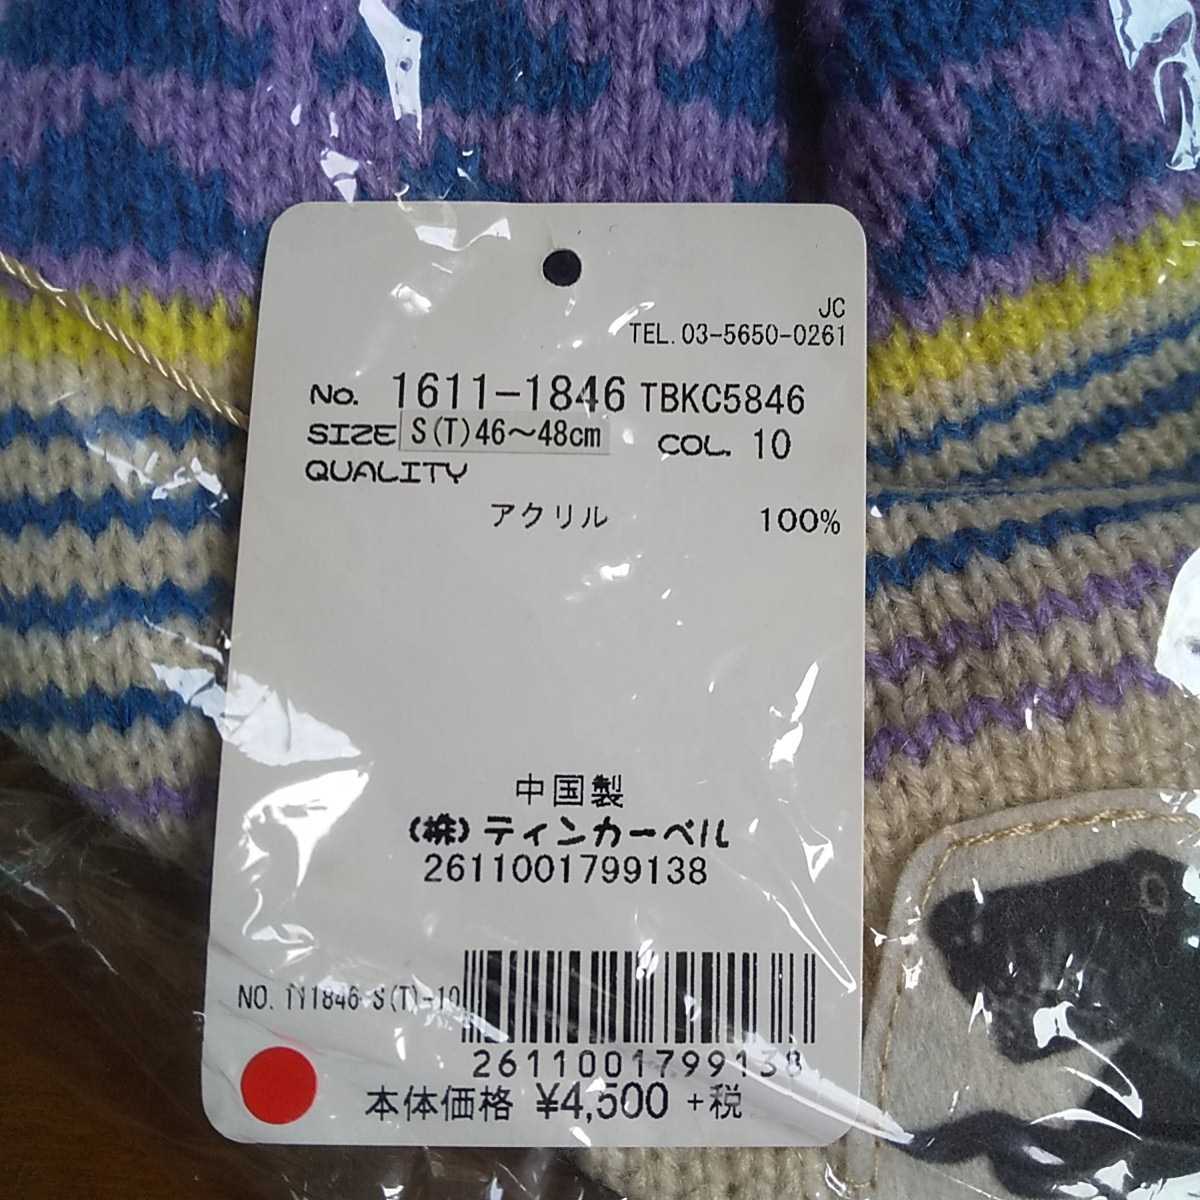 JC
TEL. 03-5650-0261
No. 1611-1846 TBKC5846
SIZE S(T)46～48cm COL. 10
QUALITY
アクリル 100%
中国製
(株)ティンカーベル
2611001799138
NO. 111846 S(T)-10
2611001799138
本体価格 ¥4,500 +税